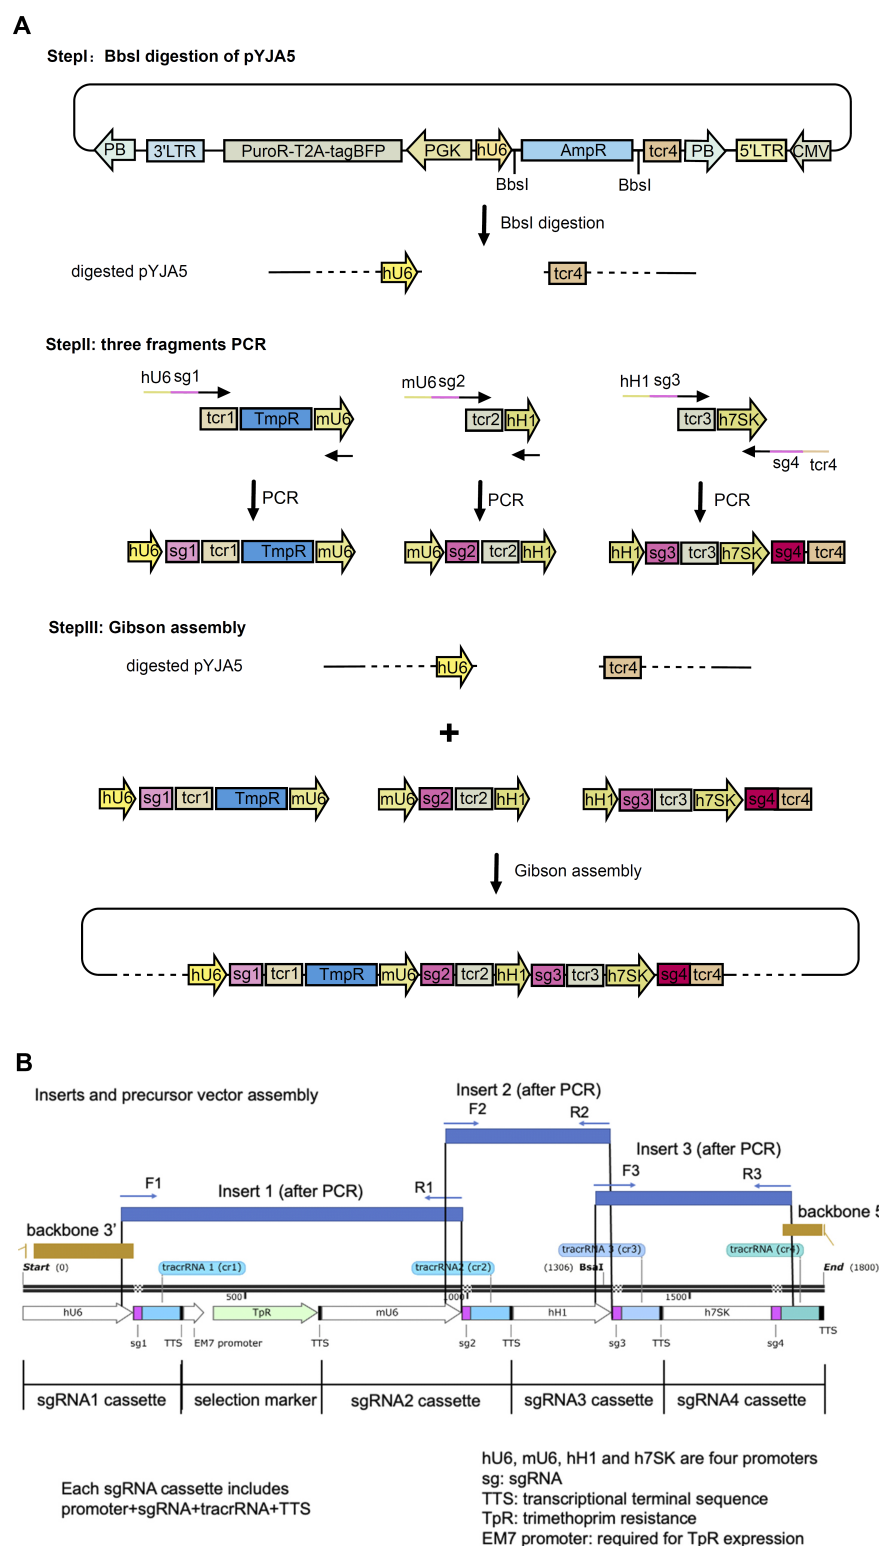 A
StepI: BbsI digestion of pYJA5
PB 3'LTR PuroR-T2A-tagBFP PGK hU6 AmpR tcr4 PB 5'LTR CMV
BbsI BbsI
BbsI digestion
digested pYJA5 hU6 tcr4
StepII: three fragments PCR
hU6 sg1 mU6 sg2 hH1 sg3
tcr1 TmpR mU6 tcr2 hH1 tcr3 h7SK
sg4 tcr4
PCR PCR PCR
hU6 sg1 tcr1 TmpR mU6 mU6 sg2 tcr2 hH1 hH1 sg3 tcr3 h7SK sg4 tcr4
StepIII: Gibson assembly
digested pYJA5 hU6 tcr4
+
hU6 sg1 tcr1 TmpR mU6 mU6 sg2 tcr2 hH1 hH1 sg3 tcr3 h7SK sg4 tcr4
Gibson assembly
hU6 sg1 tcr1 TmpR mU6 sg2 tcr2 hH1 sg3 tcr3 h7SK sg4 tcr4
B
Inserts and precursor vector assembly
Insert 2 (after PCR)
F2 R2
Insert 3 (after PCR)
F1 Insert 1 (after PCR) R1 F3 R3
backbone 3' backbone 5
tracrRNA 1 (cr1) tracrRNA2 (cr2) tracrRNA 3 (cr3) tracrRNA (cr4)
Start (0) (1306) BsaI End (1800)
500 1000 1500
hU6 TpR mU6 hH1 h7SK
sg1 TTS EM7 promoter TTS sg2 TTS sg3 TTS sg4 TTS
sgRNA1 cassette selection marker sgRNA2 cassette sgRNA3 cassette sgRNA4 cassette
Each sgRNA cassette includes
promoter+sgRNA+tracrRNA+TTS
hU6, mU6, hH1 and h7SK are four promoters
sg: sgRNA
TTS: transcriptional terminal sequence
TpR: trimethoprim resistance
EM7 promoter: required for TpR expression